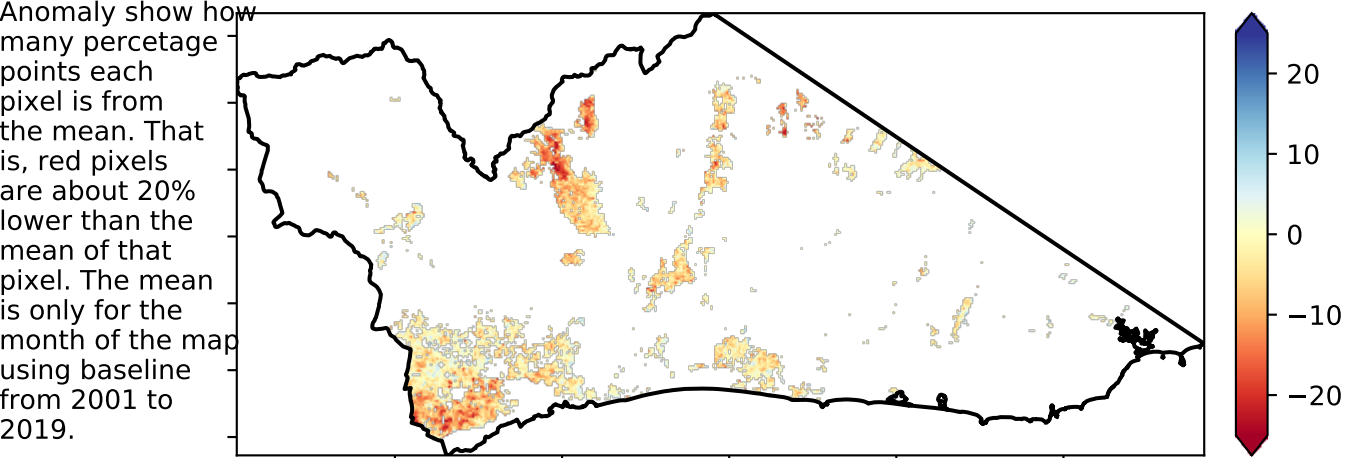 Anomaly show how
many percetage
points each
pixel is from
the mean. That
is, red pixels
are about 20%
lower than the
mean of that
pixel. The mean
is only for the
month of the map
using baseline
from 2001 to
2019.
20
10
0
−10
−20